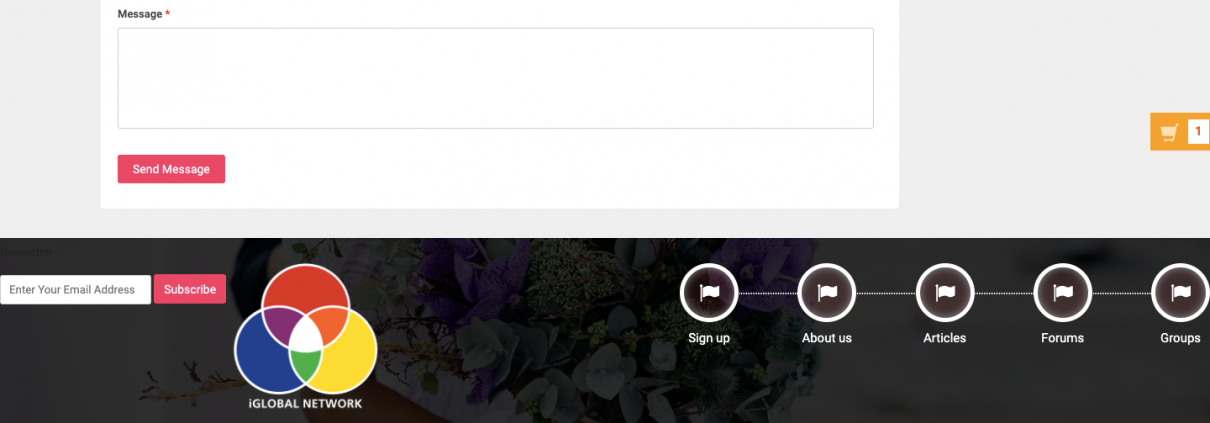 Message *
1
Send Message
Newsletter
Enter Your Email Address
Subscribe
iGLOBAL NETWORK
Sign up
About us
Articles
Forums
Groups